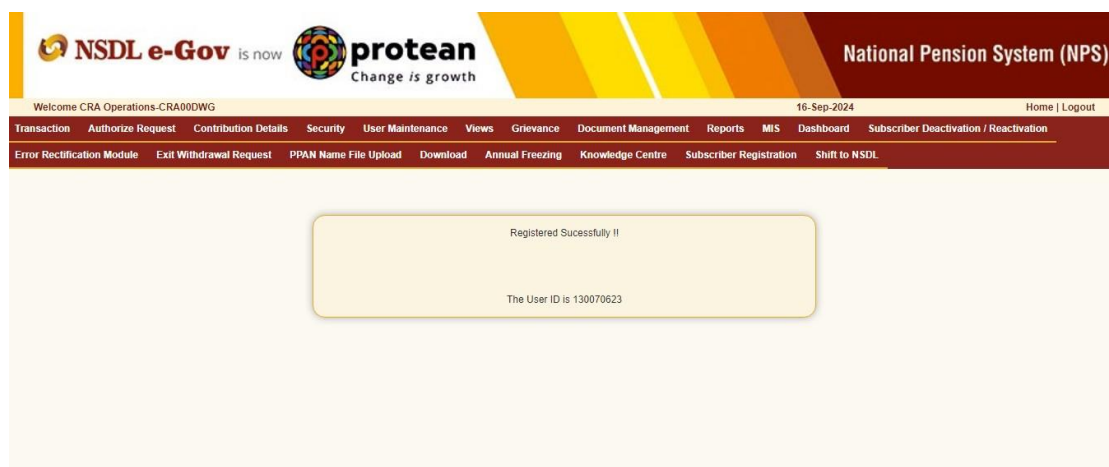 NSDL e-Gov is now protean
Change is growth
National Pension System (NPS)
Welcome CRA Operations-CRA00DWG 16-Sep-2024 Home | Logout
Transaction Authorize Request Contribution Details Security User Maintenance Views Grievance Document Management Reports MIS Dashboard Subscriber Deactivation / Reactivation
Error Rectification Module Exit Withdrawal Request PPAN Name File Upload Download Annual Freezing Knowledge Centre Subscriber Registration Shift to NSDL
Registered Sucessfully !!
The User ID is 130070623